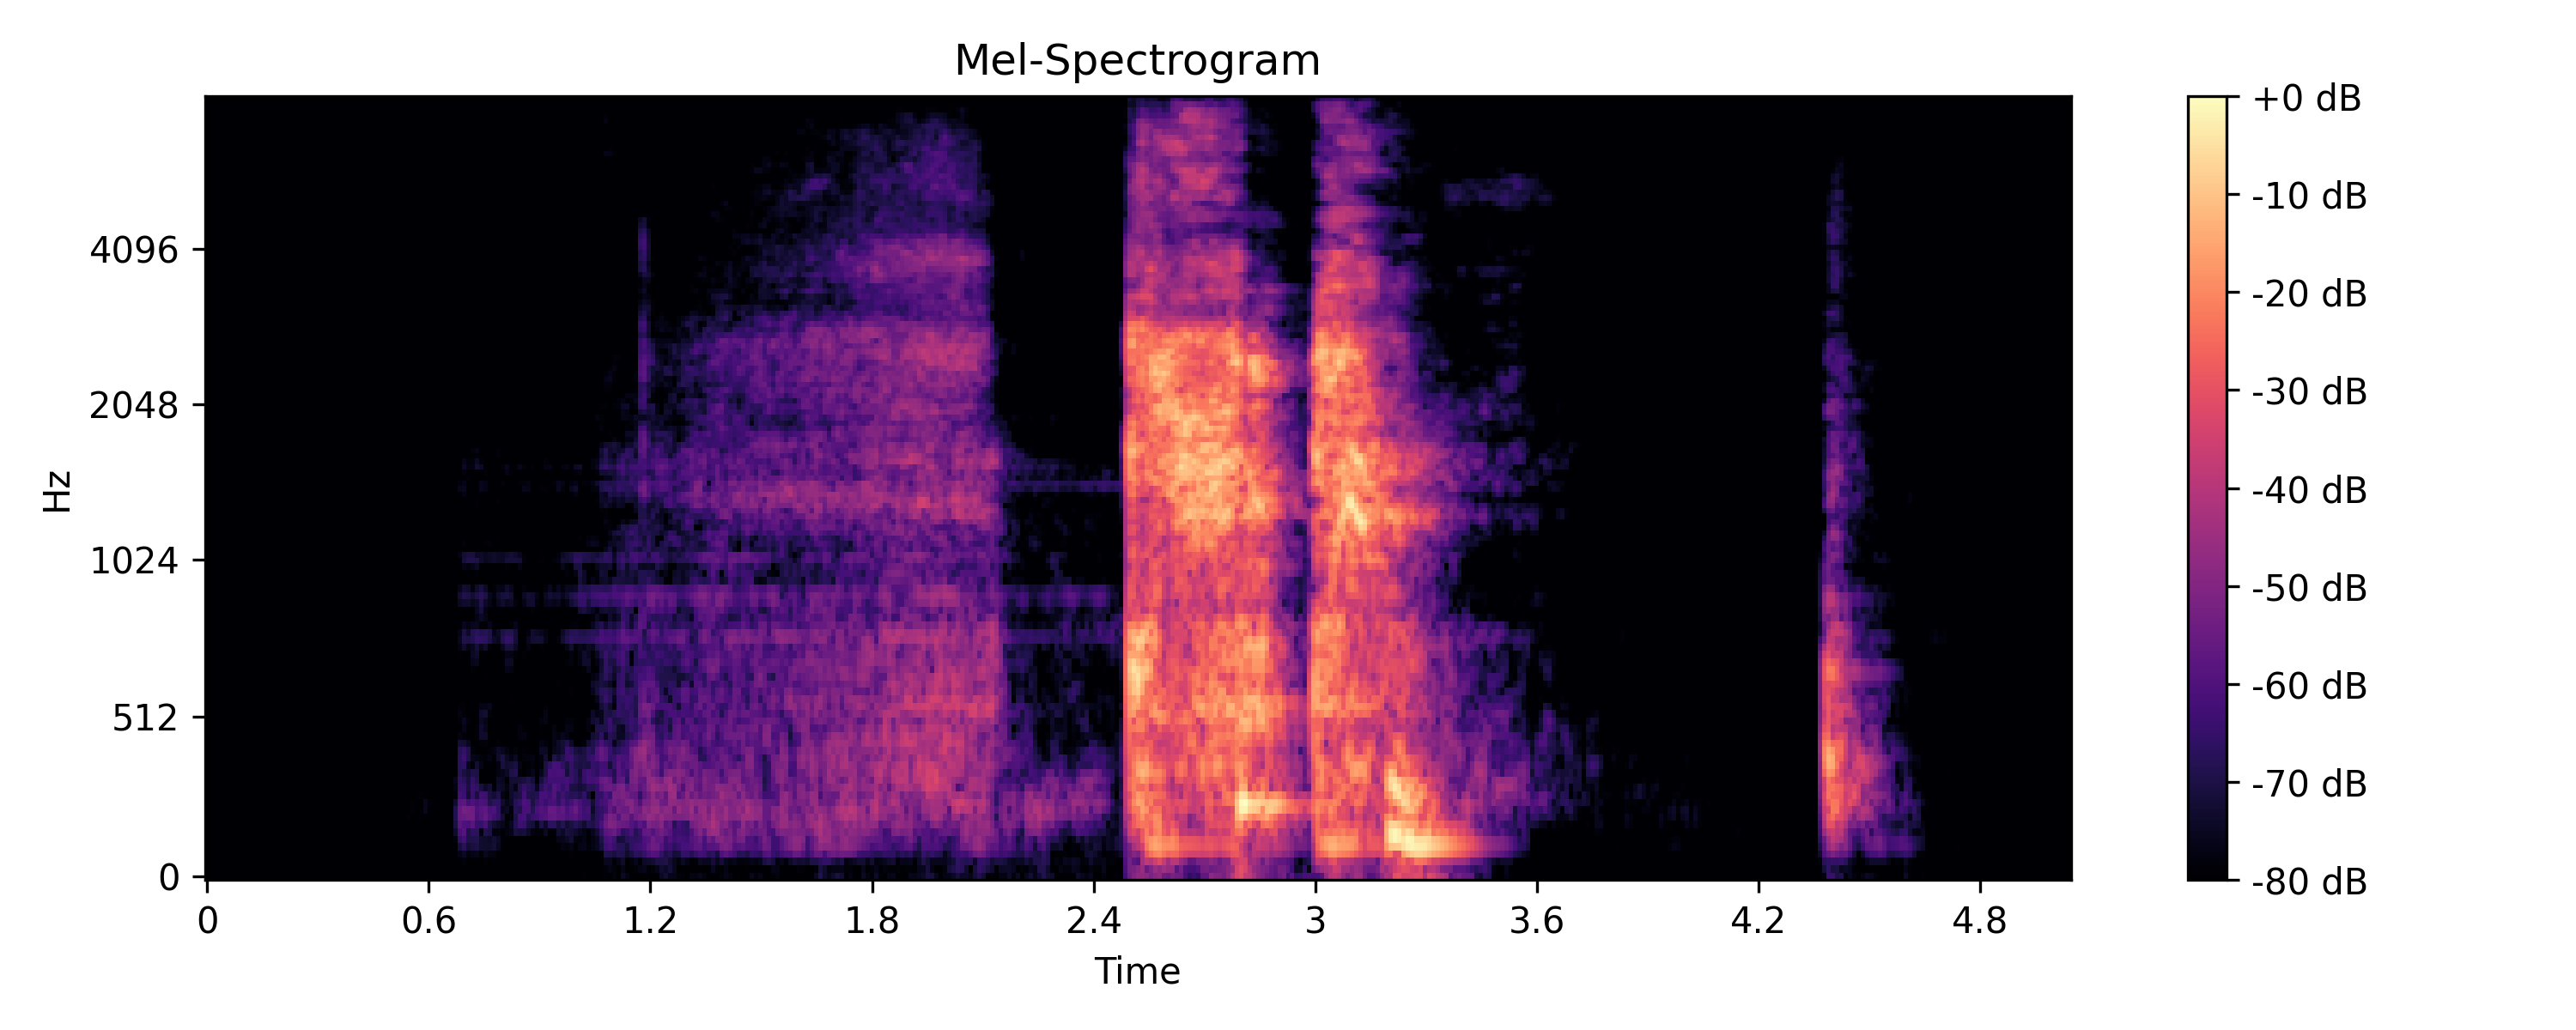 Mel-Spectrogram
+0 dB
-10 dB
-20 dB
-30 dB
-40 dB
-50 dB
-60 dB
-70 dB
-80 dB
Hz
4096
2048
1024
512
0
0 0.6 1.2 1.8 2.4 3 3.6 4.2 4.8
Time